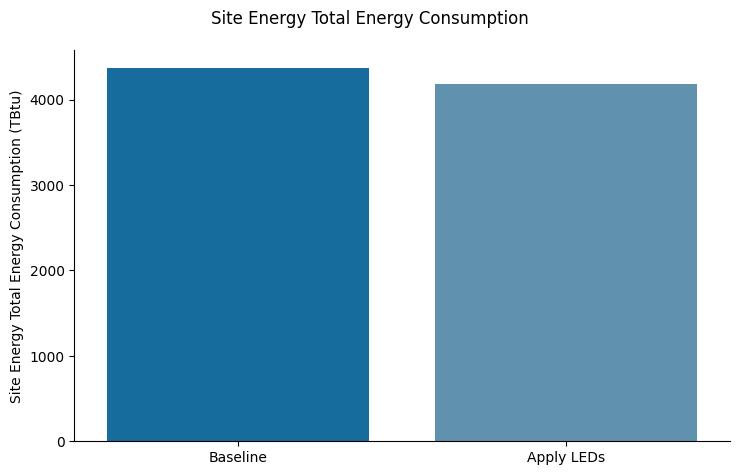 Site Energy Total Energy Consumption
Site Energy Total Energy Consumption (TBtu)
4000
3000
2000
1000
0
Baseline
Apply LEDs